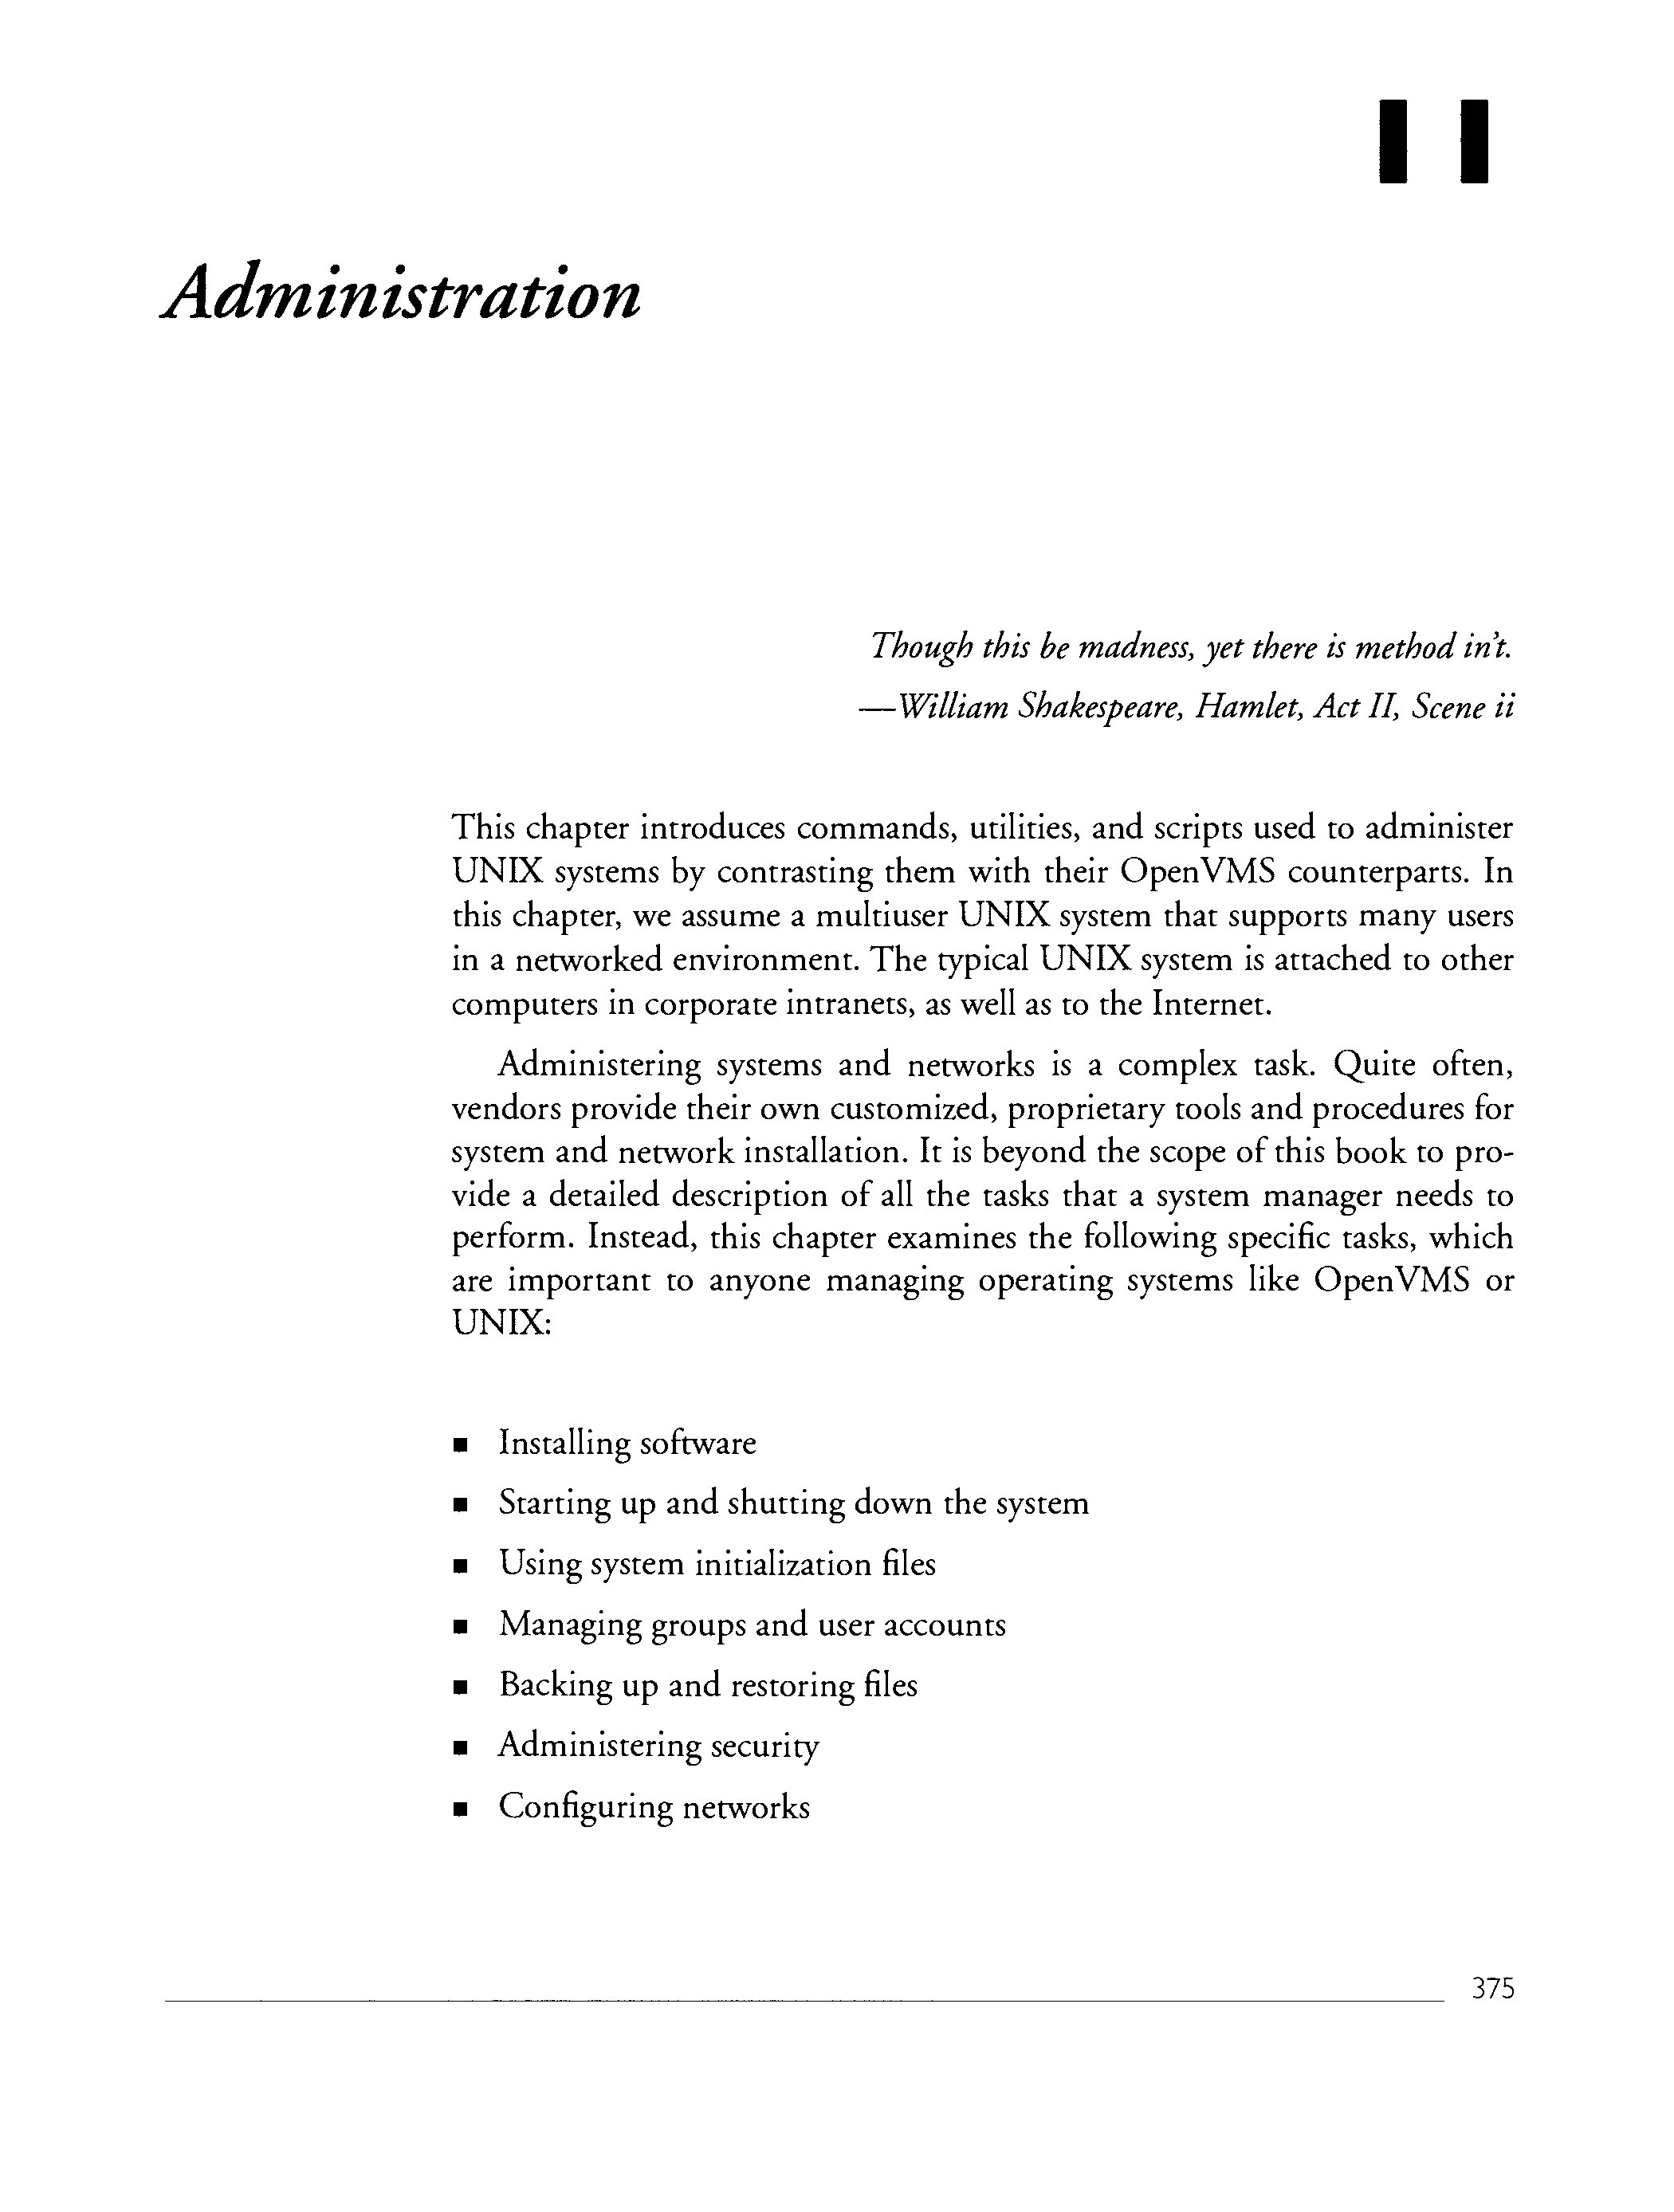 11
Administration
Though this be madness, yet there is method in't.
—William Shakespeare, Hamlet, Act II, Scene ii
This chapter introduces commands, utilities, and scripts used to administer
UNIX systems by contrasting them with their OpenVMS counterparts. In
this chapter, we assume a multiuser UNIX system that supports many users
in a networked environment. The typical UNIX system is attached to other
computers in corporate intranets, as well as to the Internet.
Administering systems and networks is a complex task. Quite often,
vendors provide their own customized, proprietary tools and procedures for
system and network installation. It is beyond the scope of this book to pro-
vide a detailed description of all the tasks that a system manager needs to
perform. Instead, this chapter examines the following specific tasks, which
are important to anyone managing operating systems like OpenVMS or
UNIX:
■ Installing software
■ Starting up and shutting down the system
■ Using system initialization files
■ Managing groups and user accounts
■ Backing up and restoring files
■ Administering security
■ Configuring networks
375